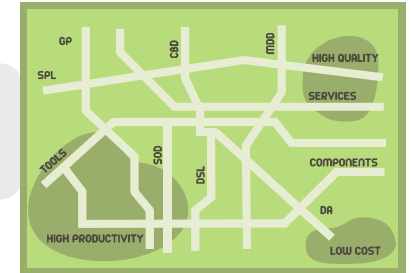 GP
CBD
MDD
HIGH QUALITY
SPL
SERVICES
TOOLS
SOD
DSL
COMPONENTS
DA
HIGH PRODUCTIVITY
LOW COST